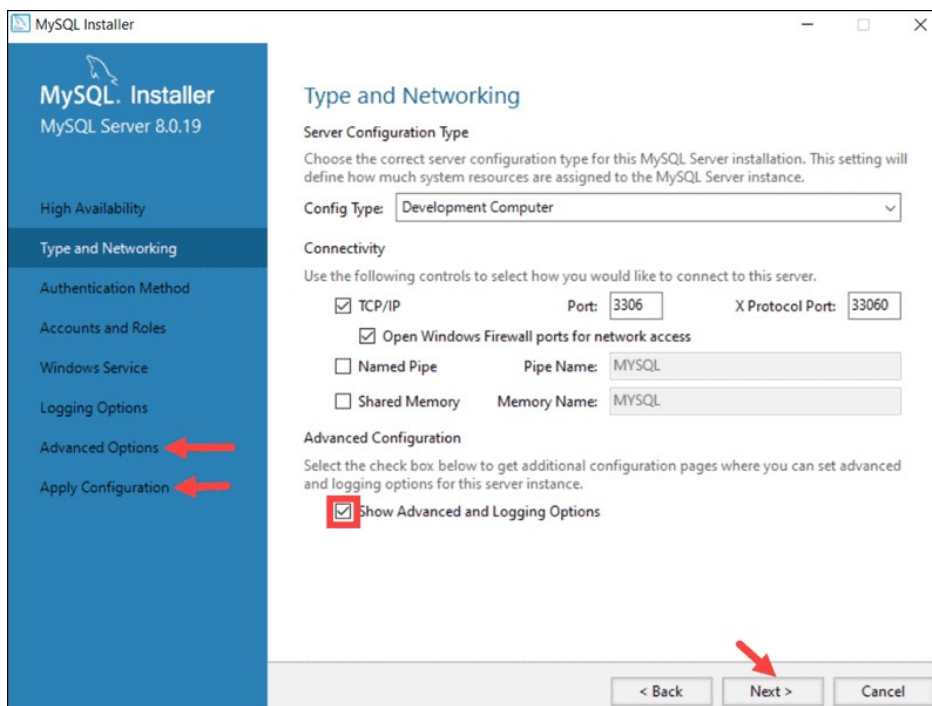 MySQL Installer
MySQL. Installer
MySQL Server 8.0.19
High Availability
Type and Networking
Authentication Method
Accounts and Roles
Windows Service
Logging Options
Advanced Options
Apply Configuration
Type and Networking
Server Configuration Type
Choose the correct server configuration type for this MySQL Server installation. This setting will
define how much system resources are assigned to the MySQL Server instance.
Config Type: Development Computer
Connectivity
Use the following controls to select how you would like to connect to this server.
TCP/IP Port: 3306 X Protocol Port: 33060
Open Windows Firewall ports for network access
Named Pipe Pipe Name: MYSQL
Shared Memory Memory Name: MYSQL
Advanced Configuration
Select the check box below to get additional configuration pages where you can set advanced
and logging options for this server instance.
Show Advanced and Logging Options
< Back Next > Cancel